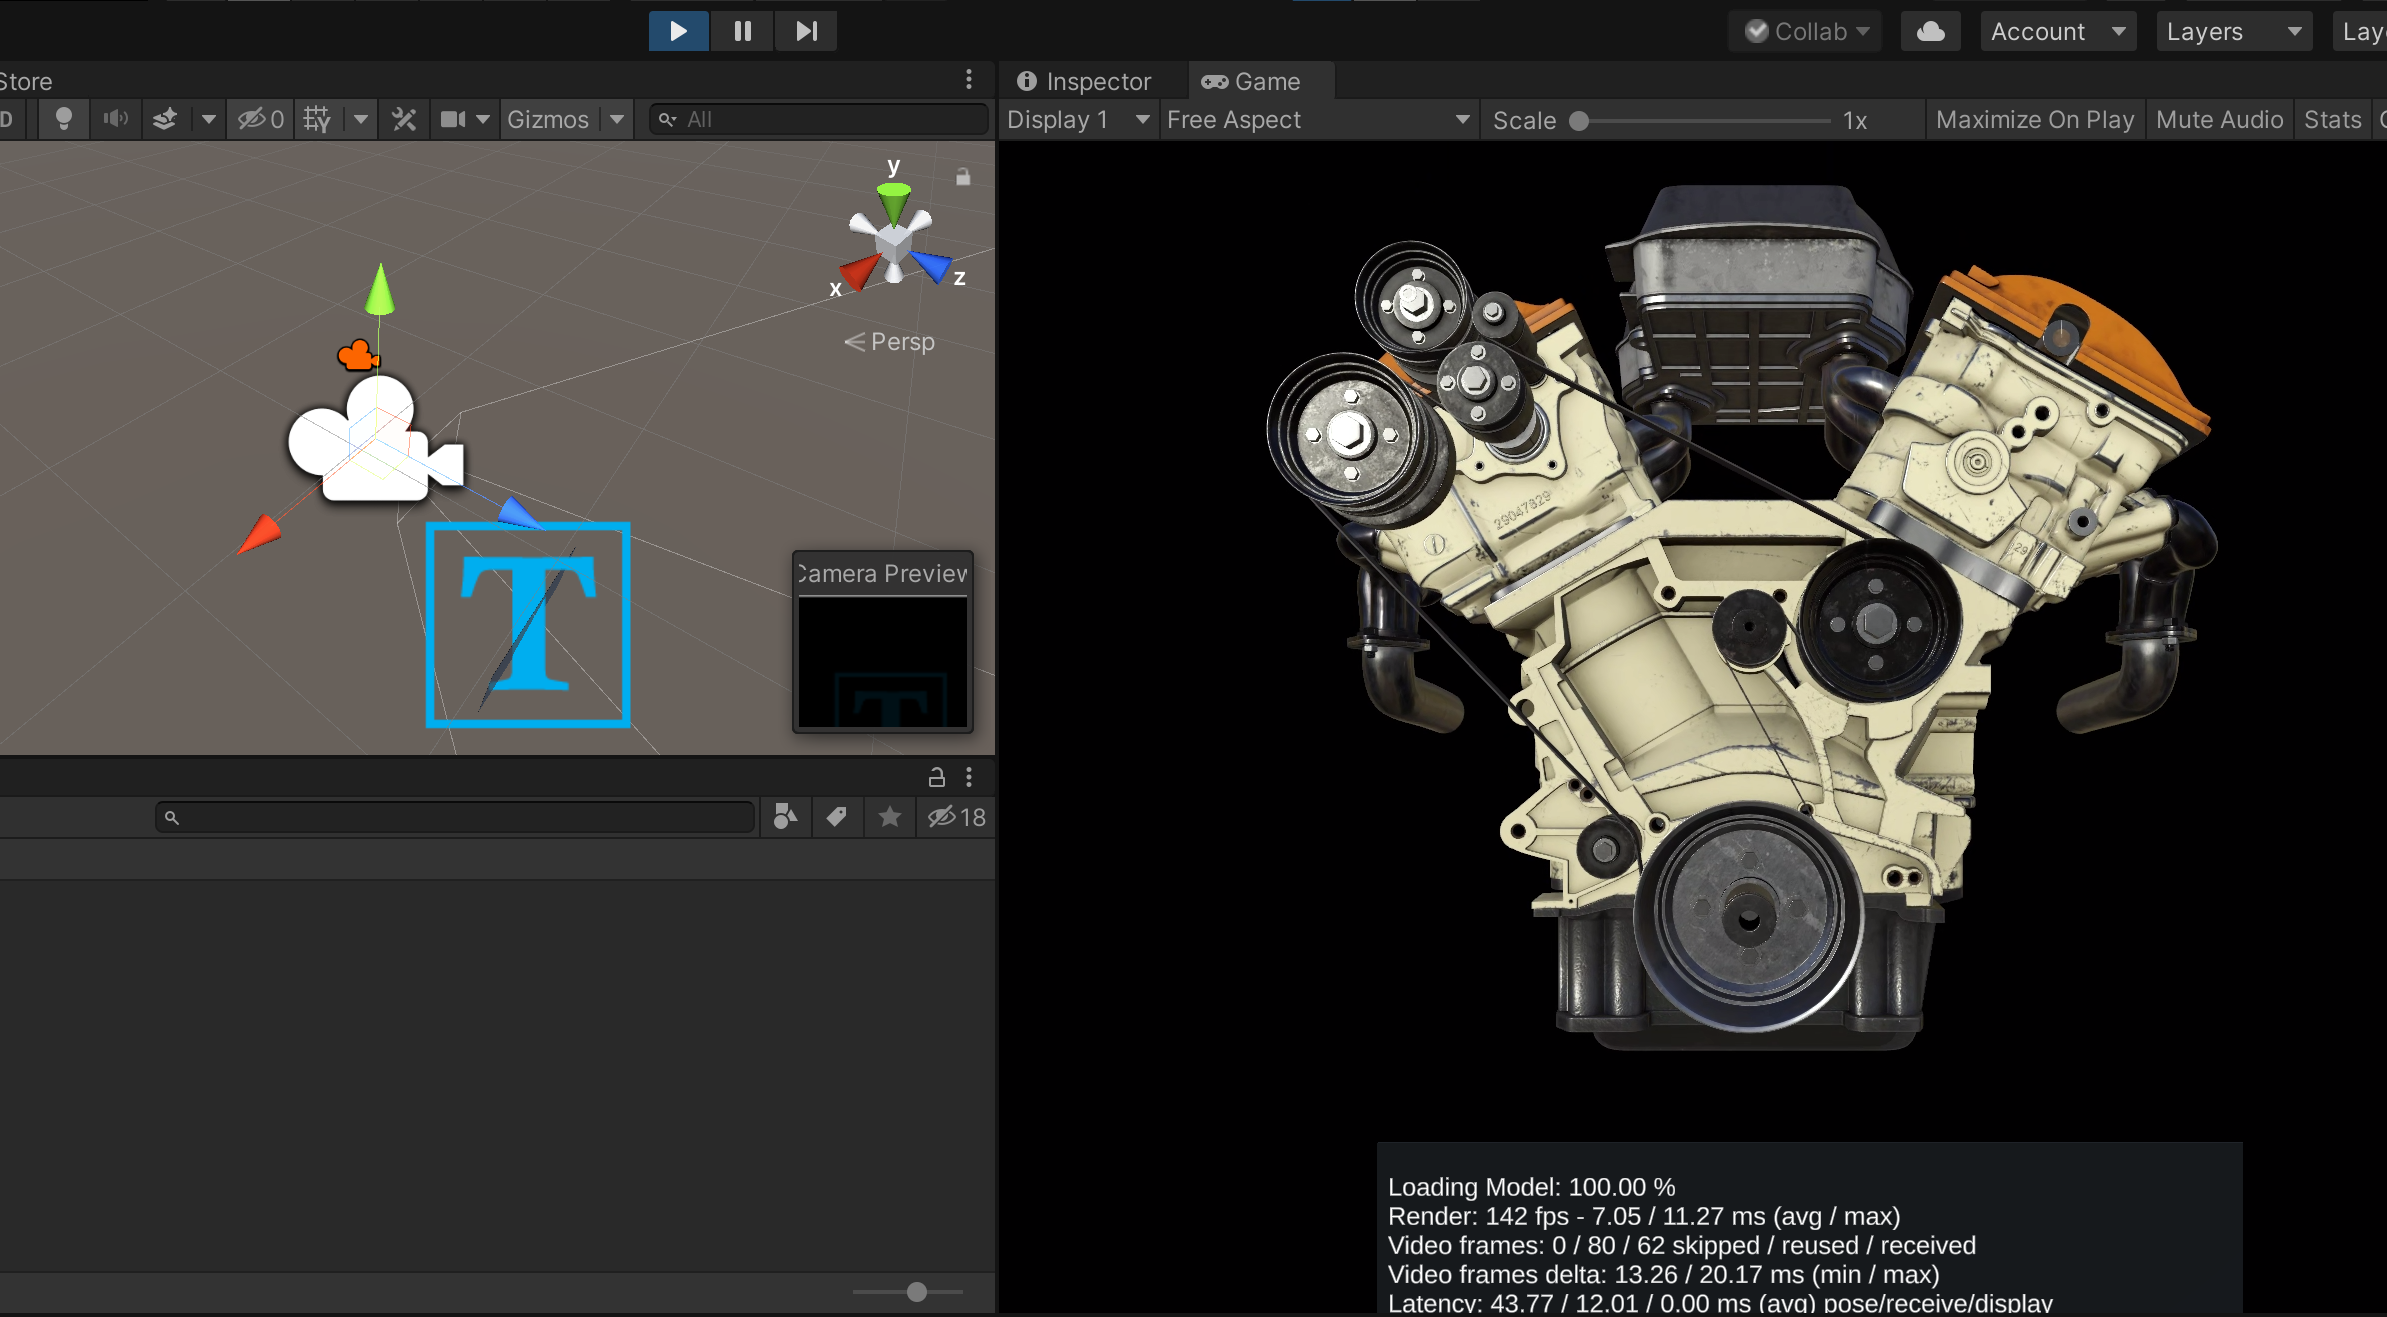 Collab
Account
Layers
Lay
Store
Inspector
Game
D
0
Gizmos
All
Display 1
Free Aspect
Scale
1x
Maximize On Play
Mute Audio
Stats
y
x
z
Persp
T
Camera Preview
18
29047829
29
Loading Model: 100.00 %
Render: 142 fps - 7.05 / 11.27 ms (avg / max)
Video frames: 0 / 80 / 62 skipped / reused / received
Video frames delta: 13.26 / 20.17 ms (min / max)
Latency: 43.77 / 12.01 / 0.00 ms (avg) pose/receive/display